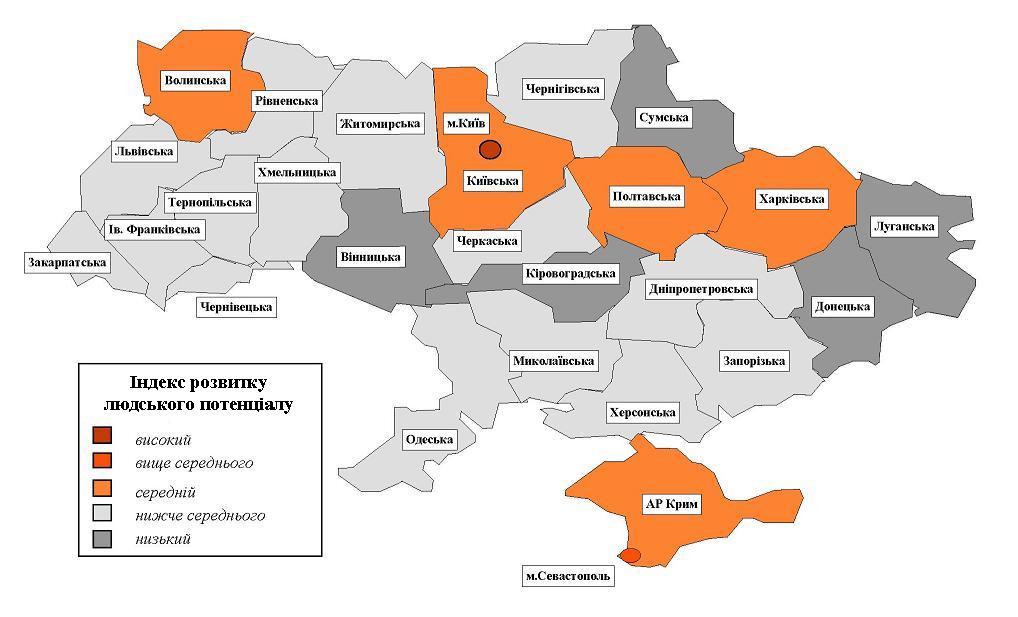 Волинська
Рівненська
Житомирська
м.Київ
Чернігівська
Сумська
Львівська
Хмельницька
Київська
Тернопільська
Полтавська
Харківська
Ів. Франківська
Луганська
Закарпатська
Вінницька
Черкаська
Кіровоградська
Дніпропетровська
Чернівецька
Донецька
Миколаївська
Запорізька
Херсонська
Одеська
АР Крим
м.Севастополь
Індекс розвитку
людського потенціалу
високий
вище середнього
середній
нижче середнього
низький